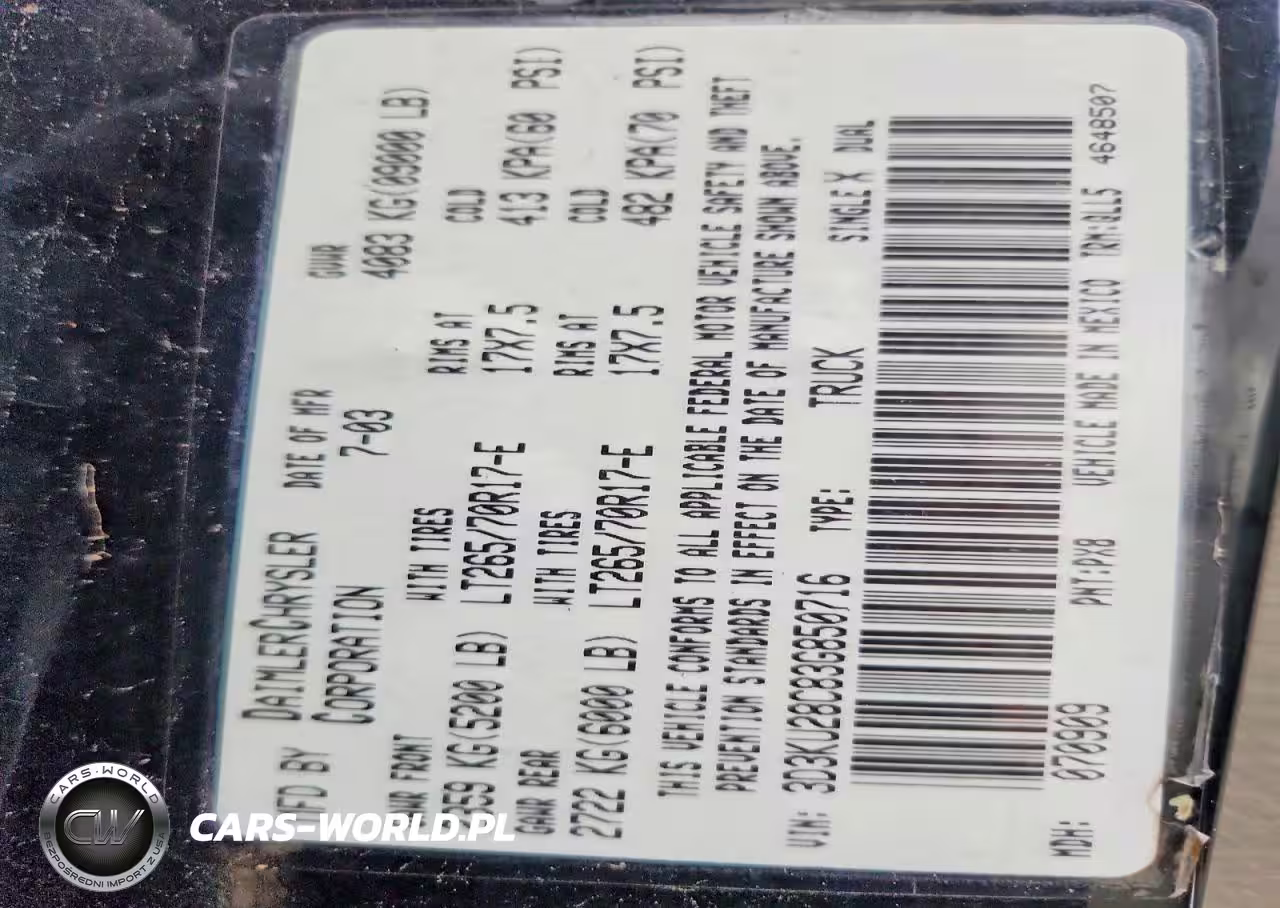 MFD BY DAIMLERCHRYSLER CORPORATION
DATE OF MFR 7-03
GVWR 4083 KG(09000 LB)
GAWR FRONT WITH TIRES RIMS AT COLD
2359 KG(5200 LB) LT265/70R17-E 17X7.5 413 KPA(60 PSI)
GAWR REAR WITH TIRES RIMS AT COLD
2722 KG(6000 LB) LT265/70R17-E 17X7.5 482 KPA(70 PSI)
THIS VEHICLE CONFORMS TO ALL APPLICABLE FEDERAL MOTOR VEHICLE SAFETY AND THEFT
PREVENTION STANDARDS IN EFFECT ON THE DATE OF MANUFACTURE SHOWN ABOVE.
VIN: 3D3KU28C83G850716 TYPE: TRUCK SINGLE X DUAL
MDH: 070909 PNT:PX8 VEHICLE MADE IN MEXICO TRM:QLL5 4648507
CARS-WORLD
CW
BEZPOŚREDNI IMPORT Z USA
CARS-WORLD.PL